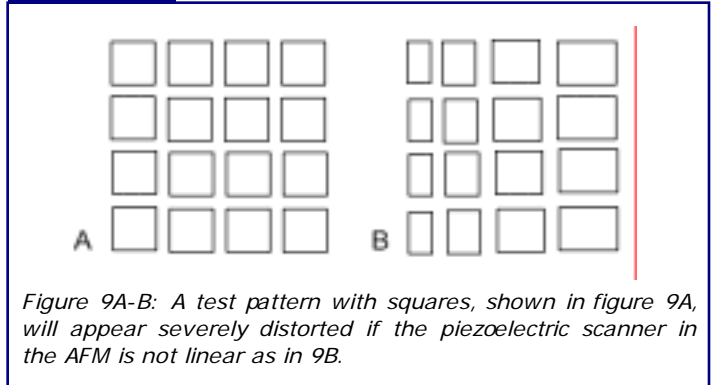 A
B
Figure 9A-B: A test pattern with squares, shown in figure 9A,
will appear severely distorted if the piezoelectric scanner in
the AFM is not linear as in 9B.